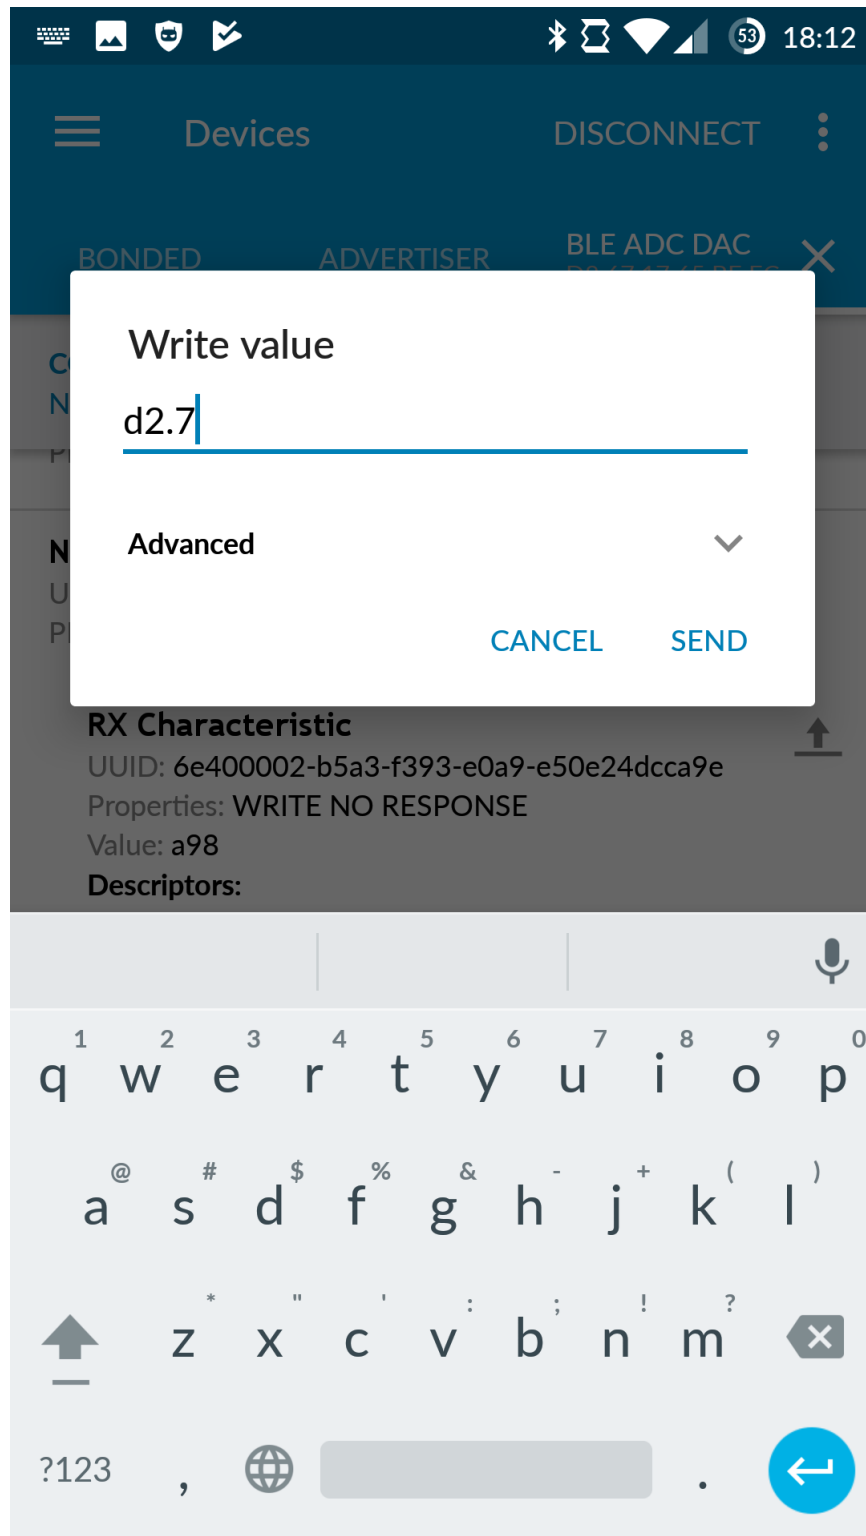 53 18:12
Devices DISCONNECT
BONDED ADVERTISER BLE ADC DAC
Write value
d2.7
Advanced
CANCEL SEND
RX Characteristic
UUID: 6e400002-b5a3-f393-e0a9-e50e24dcca9e
Properties: WRITE NO RESPONSE
Value: a98
Descriptors:
1 2 3 4 5 6 7 8 9 0
q w e r t y u i o p
@ # $ % & - + ( )
a s d f g h j k l
* " ' : ; ! ?
z x c v b n m
?123 , .